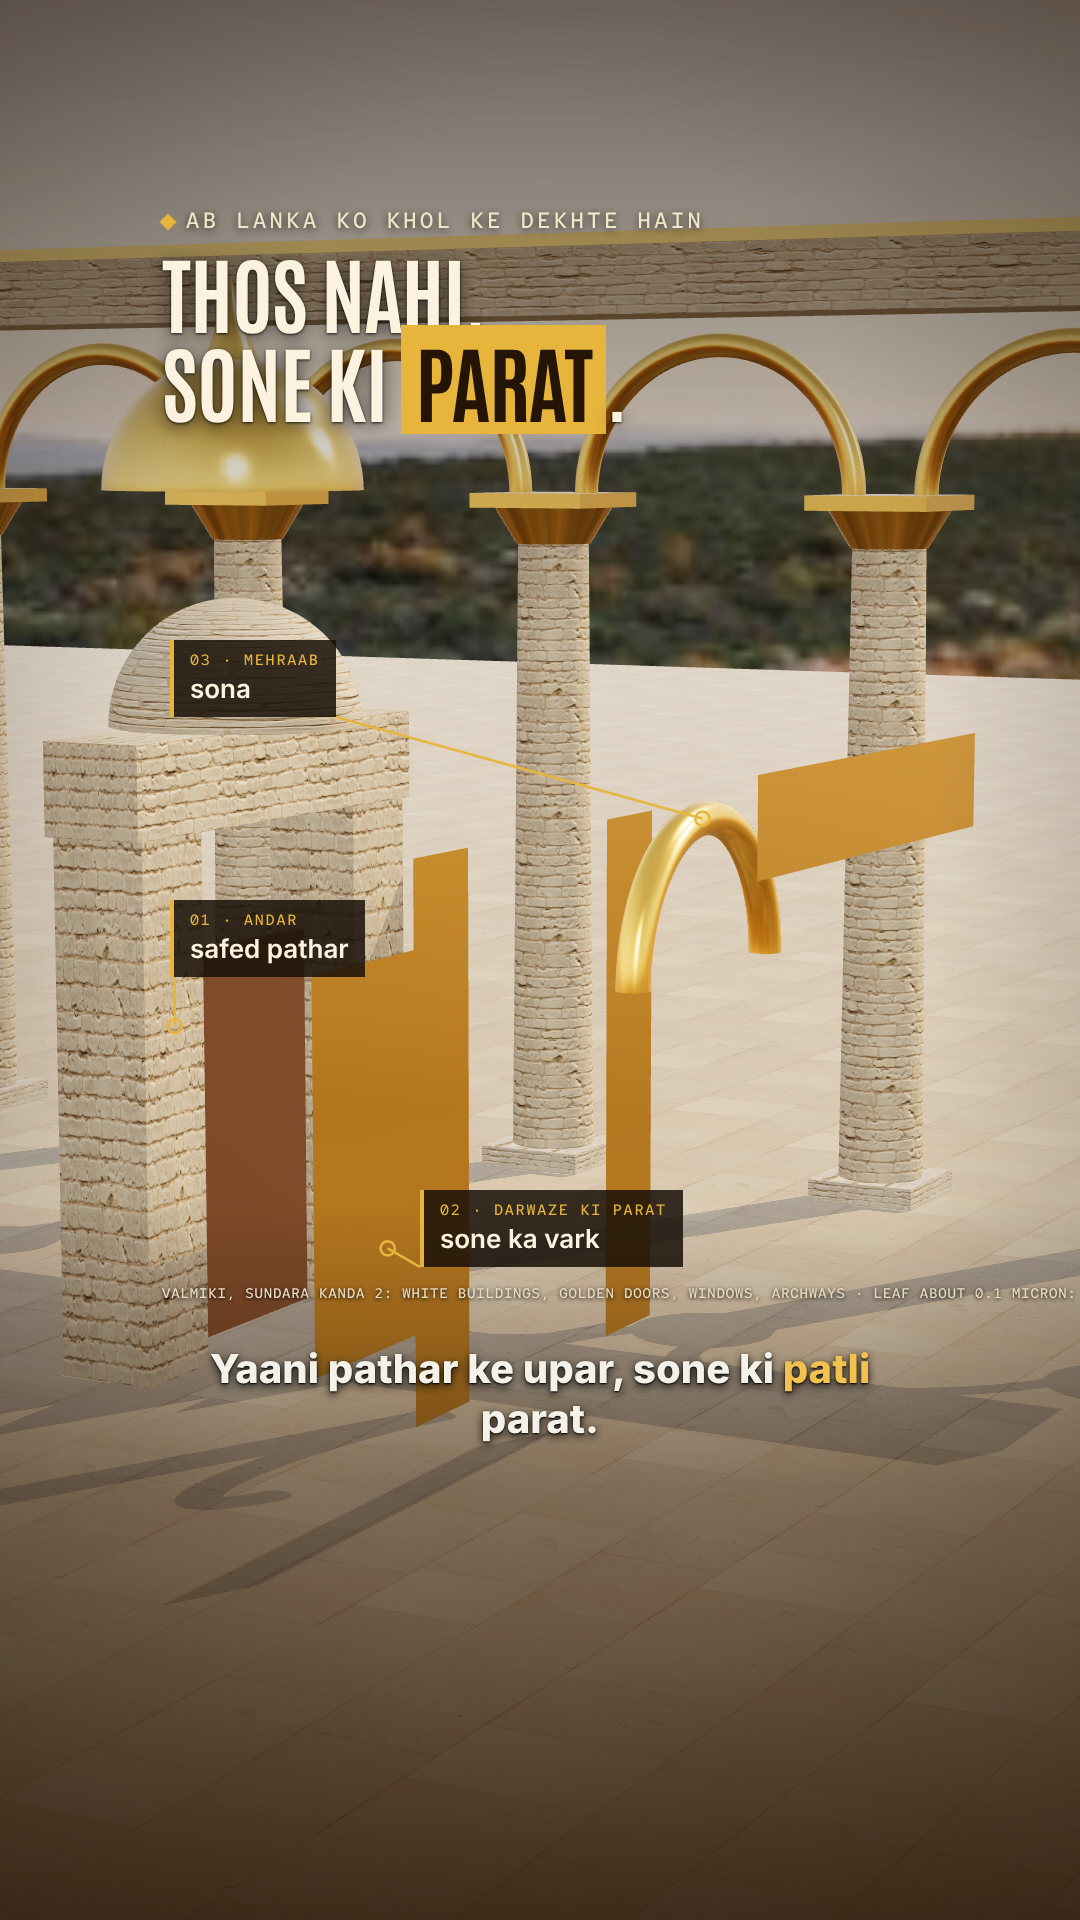 AB LANKA KO KHOL KE DEKHTE HAIN
THOS NAHI.
SONE KI PARAT.
03 · MEHRAAB
sona
01 · ANDAR
safed pathar
02 · DARWAZE KI PARAT
sone ka vark
VALMIKI, SUNDARA KANDA 2: WHITE BUILDINGS, GOLDEN DOORS, WINDOWS, ARCHWAYS · LEAF ABOUT 0.1 MICRON:
Yaani pathar ke upar, sone ki patli
parat.